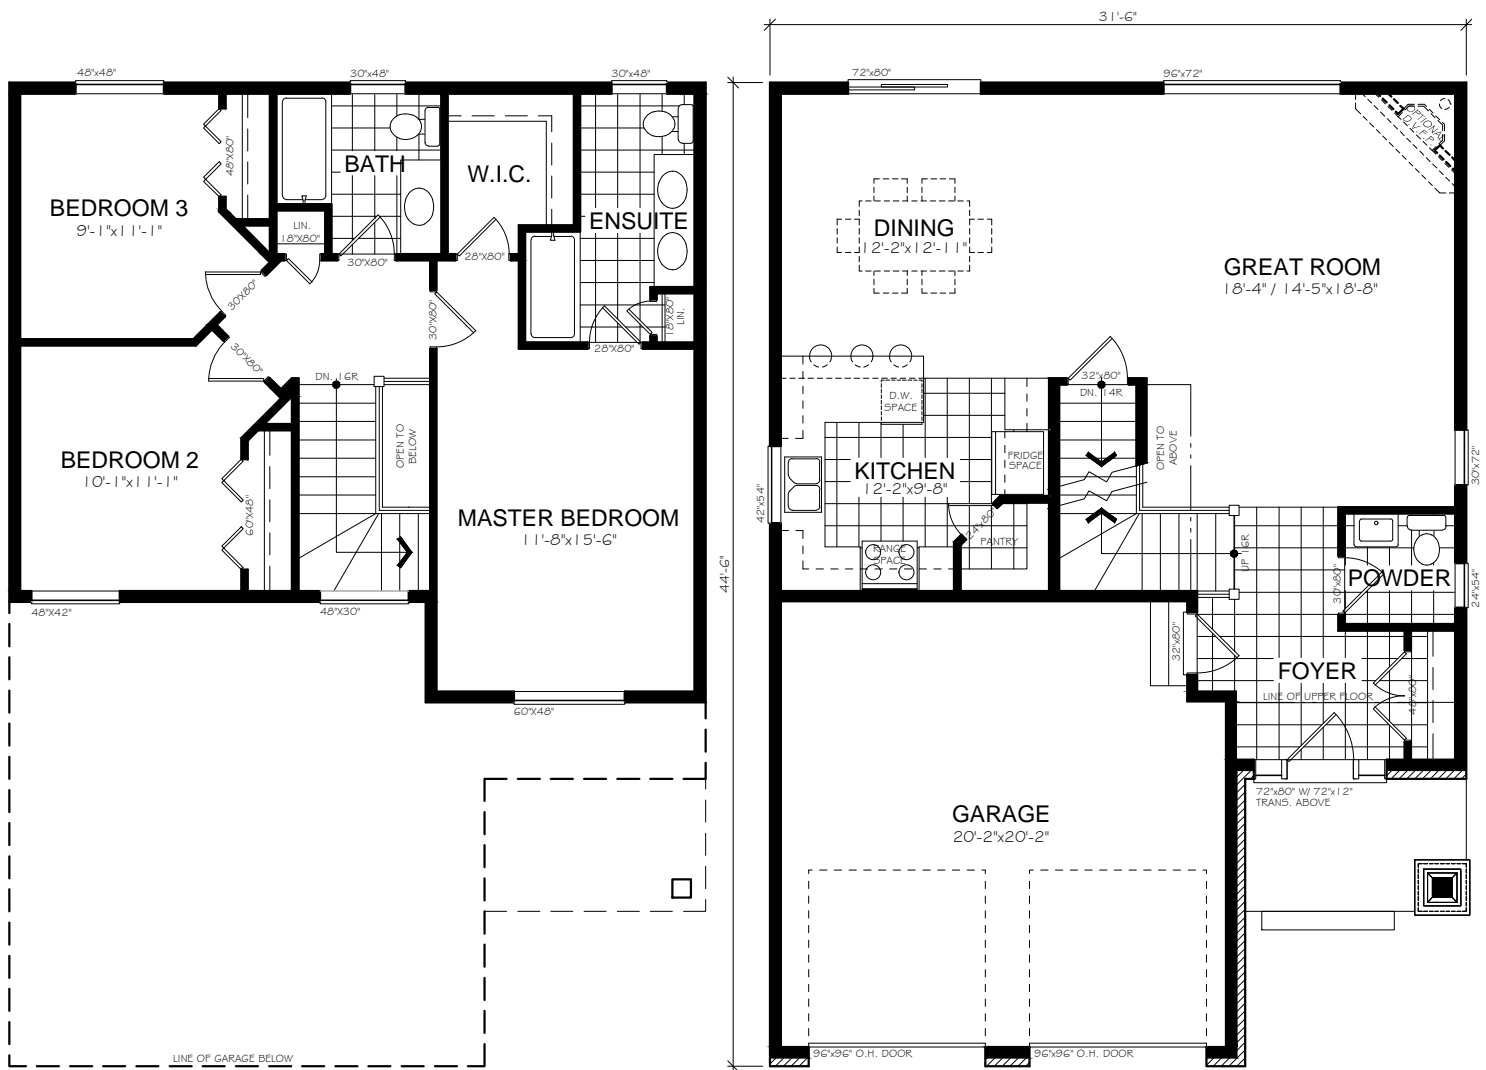 31'-6"
48"x48"
30"x48"
30"x48"
72"x80"
96"x72"
OPTIONAL
D.V.F.P.
48"X80"
BATH
W.I.C.
BEDROOM 3
9'-1"x11'-1"
ENSUITE
LIN.
18"X80"
30"X80"
28"X80"
DINING
12'-2"x12'-11"
GREAT ROOM
18'-4" / 14'-5"x18'-8"
30"X80"
30"X80"
18"X80"
LIN.
30"X80"
28"X80"
DN. 16R
32"x80"
DN. 14R
D.W.
SPACE
OPEN TO
BELOW
OPEN TO
ABOVE
BEDROOM 2
10'-1"x11'-1"
60"X48"
KITCHEN
12'-2"x9'-8"
FRIDGE
SPACE
30"x72"
42"x54"
MASTER BEDROOM
11'-8"x15'-6"
24"x80"
PANTRY
RANGE
SPACE
UP 16R
44'-6"
30"x80"
POWDER
24"x54"
48"X42"
48"X30"
32"x80"
FOYER
LINE OF UPPER FLOOR
48"x80"
60"X48"
72"x80" W/ 72"x12"
TRANS. ABOVE
GARAGE
20'-2"x20'-2"
LINE OF GARAGE BELOW
96"x96" O.H. DOOR
96"x96" O.H. DOOR